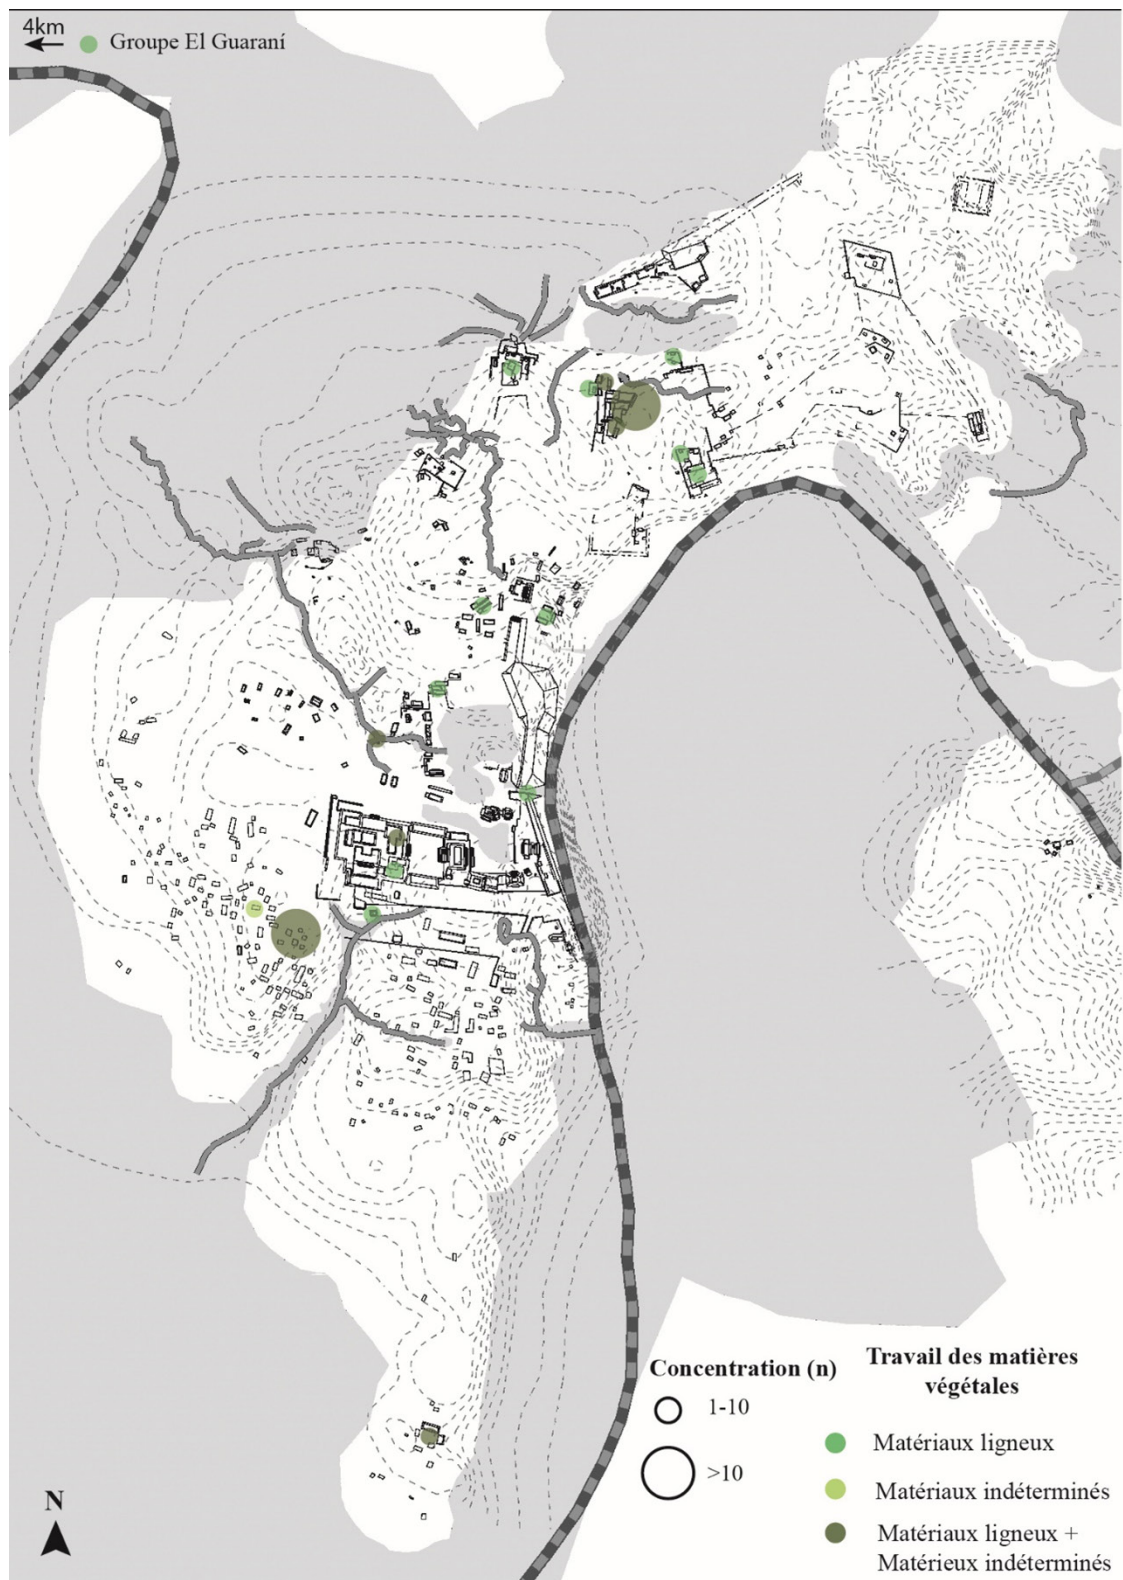 4km
Groupe El Guaraní
Concentration (n)
1-10
>10
Travail des matières
végétales
Matériaux ligneux
Matériaux indéterminés
Matériaux ligneux +
Matérieux indéterminés
N